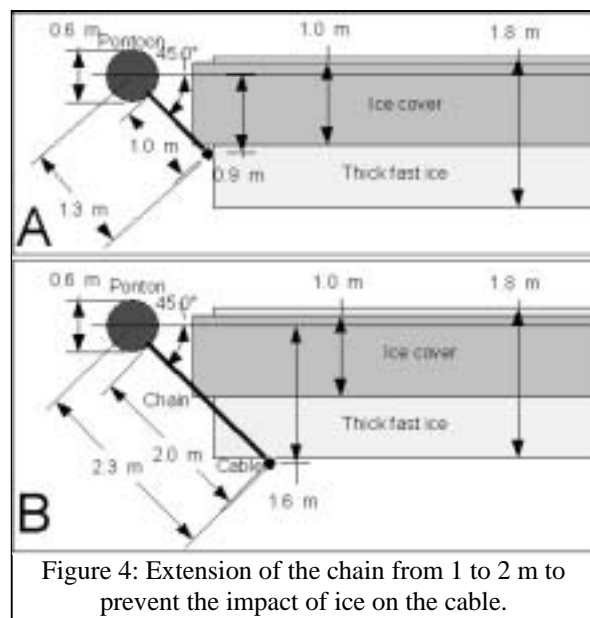 0.6 m
Pontoon
45.0°
1.0 m
1.8 m
Ice cover
1.0 m
0.9 m
Thick fast ice
1.3 m
A
0.6 m
Ponton
45.0°
1.0 m
1.8 m
Ice cover
Chain
Thick fast ice
2.0 m
Cable
2.3 m
1.6 m
B
Figure 4: Extension of the chain from 1 to 2 m to
prevent the impact of ice on the cable.